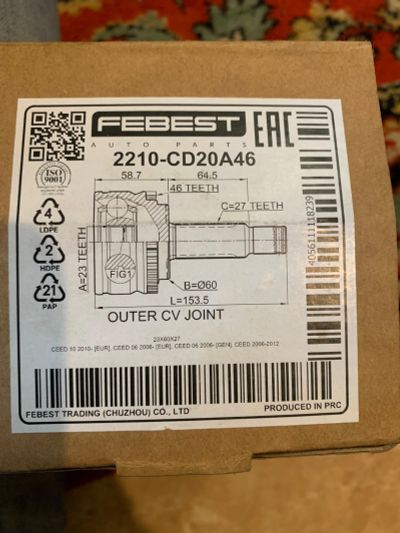 FEBEST
AUTO PARTS
EAC
2210-CD20A46
ISO
9001
58.7
64.5
46 TEETH
C=27 TEETH
4
LDPE
2
HDPE
21
PAP
A=23 TEETH
FIG1
B=Ø60
L=153.5
OUTER CV JOINT
4056111118239
23X60X27
CEED 10 2010- [EUR], CEED 06 2006- [EUR], CEED 06 2006- [GEN], CEED 2006-2012
FEBEST TRADING (CHUZHOU) CO., LTD
PRODUCED IN PRC